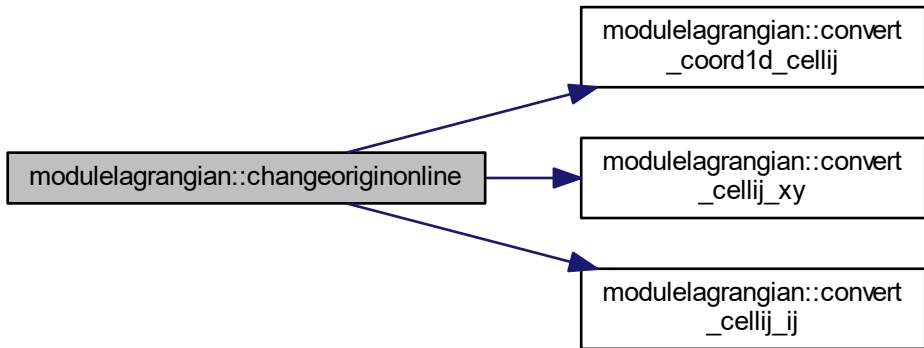 modulelagrangian::changeoriginonline
modulelagrangian::convert
_coord1d_cellij
modulelagrangian::convert
_cellij_xy
modulelagrangian::convert
_cellij_ij